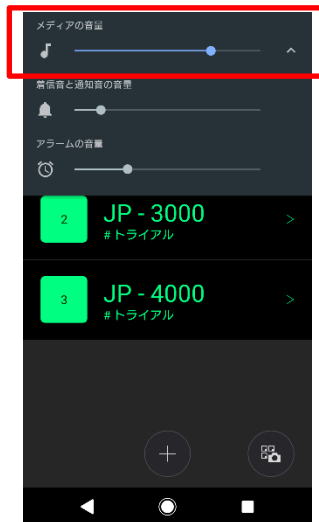 メディアの音量
着信音と通知音の音量
アラームの音量
2
JP - 3000
#トライアル
>
3
JP - 4000
#トライアル
>